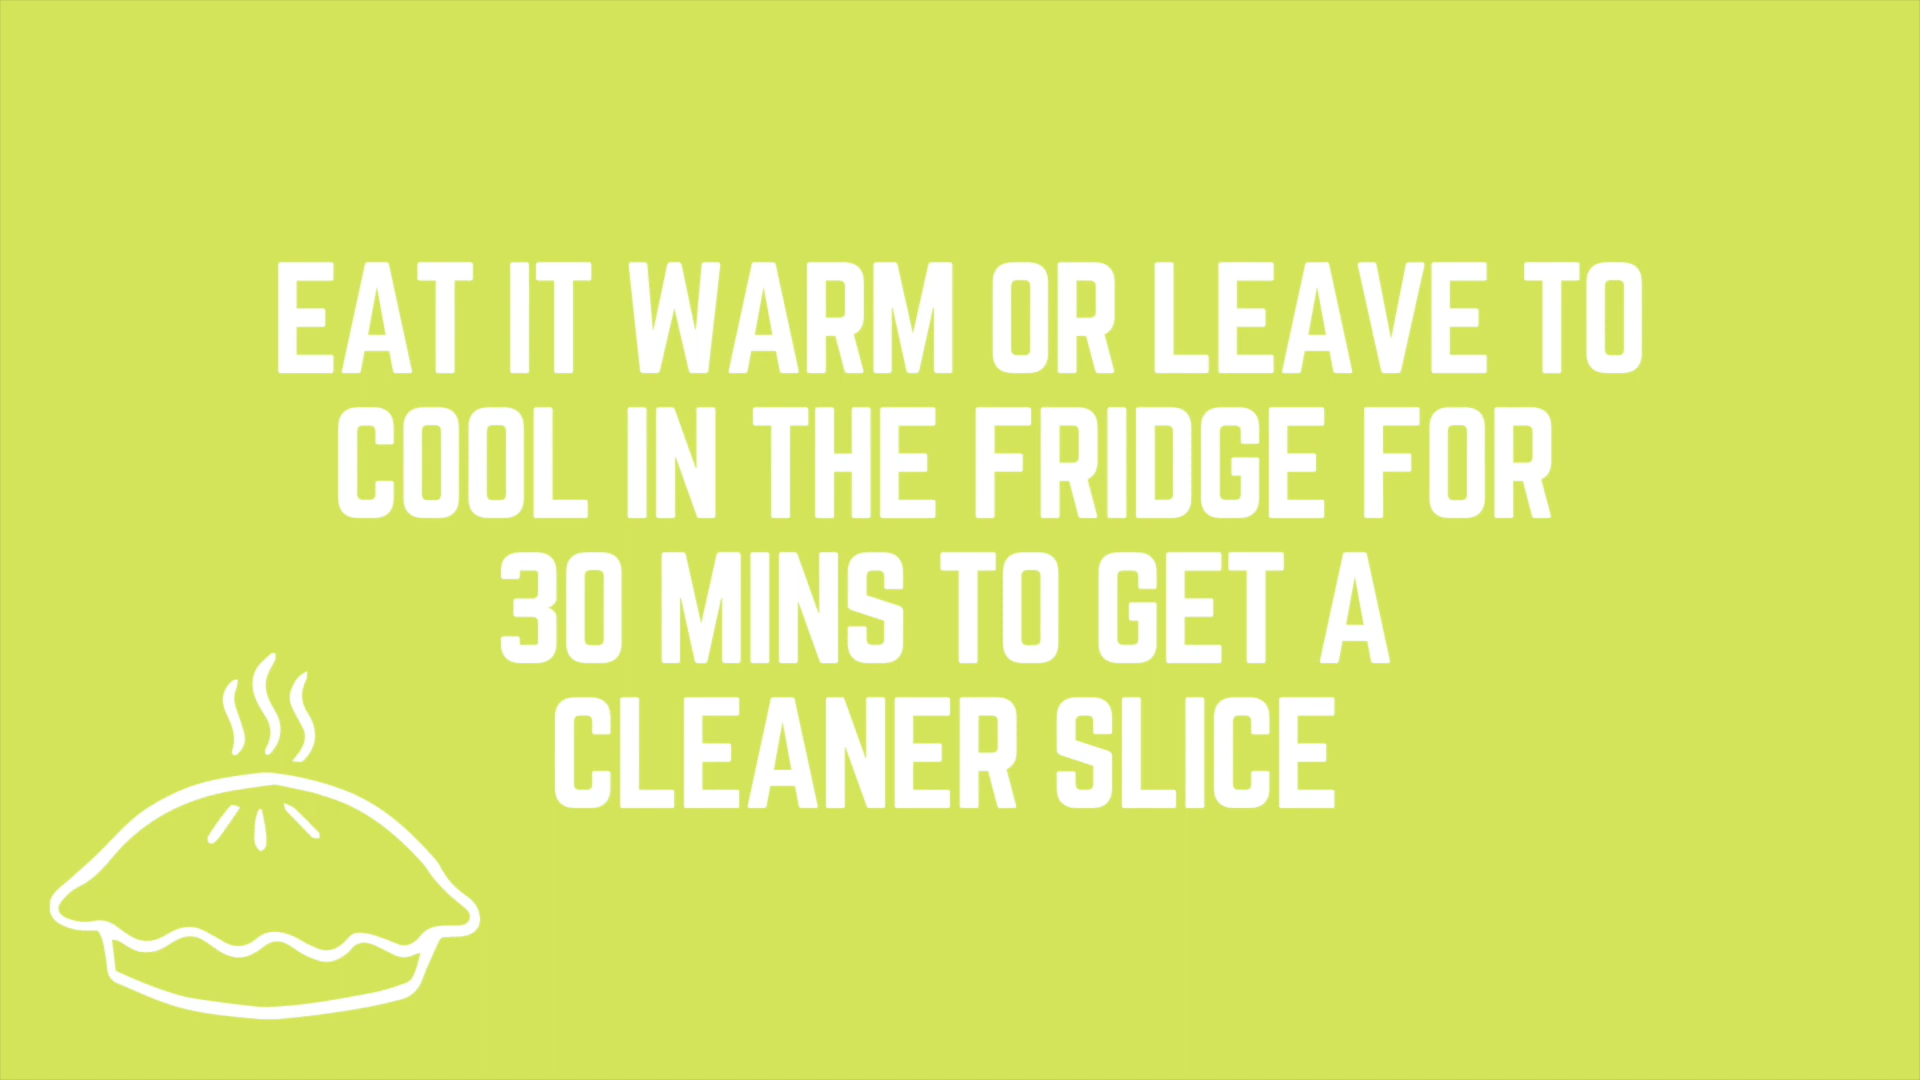 EAT IT WARM OR LEAVE TO
COOL IN THE FRIDGE FOR
30 MINS TO GET A
CLEANER SLICE